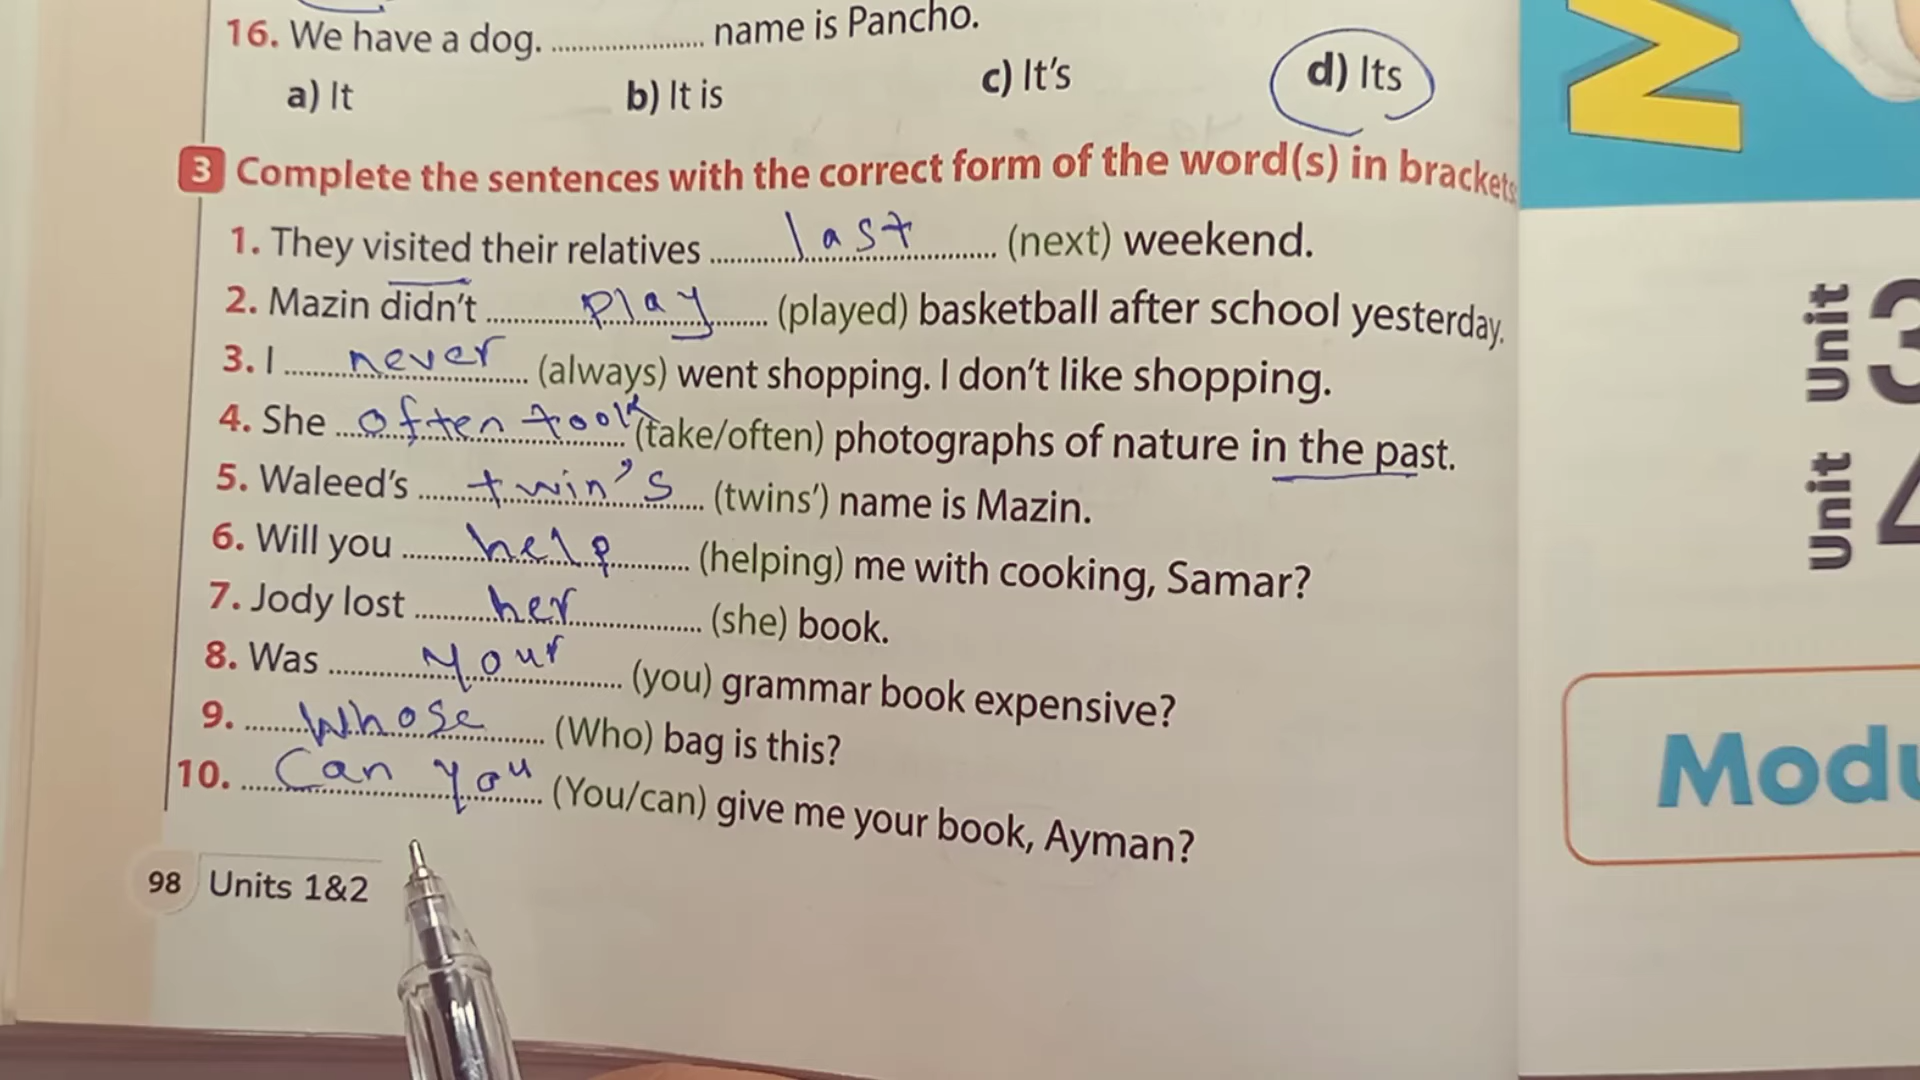 16. We have a dog. ........................ name is Pancho.
a) It b) It is c) It's d) Its
3 Complete the sentences with the correct form of the word(s) in brackets
1. They visited their relatives ........last........ (next) weekend.
2. Mazin didn't ........play........ (played) basketball after school yesterday.
3. I ........never........ (always) went shopping. I don't like shopping.
4. She ........often took........ (take/often) photographs of nature in the past.
5. Waleed's ........twin's........ (twins') name is Mazin.
6. Will you ........help........ (helping) me with cooking, Samar?
7. Jody lost ........her........ (she) book.
8. Was ........your........ (you) grammar book expensive?
9. ........Whose........ (Who) bag is this?
10. ........Can you........ (You/can) give me your book, Ayman?
98 Units 1&2
M
Unit 3
Unit 4
Modu